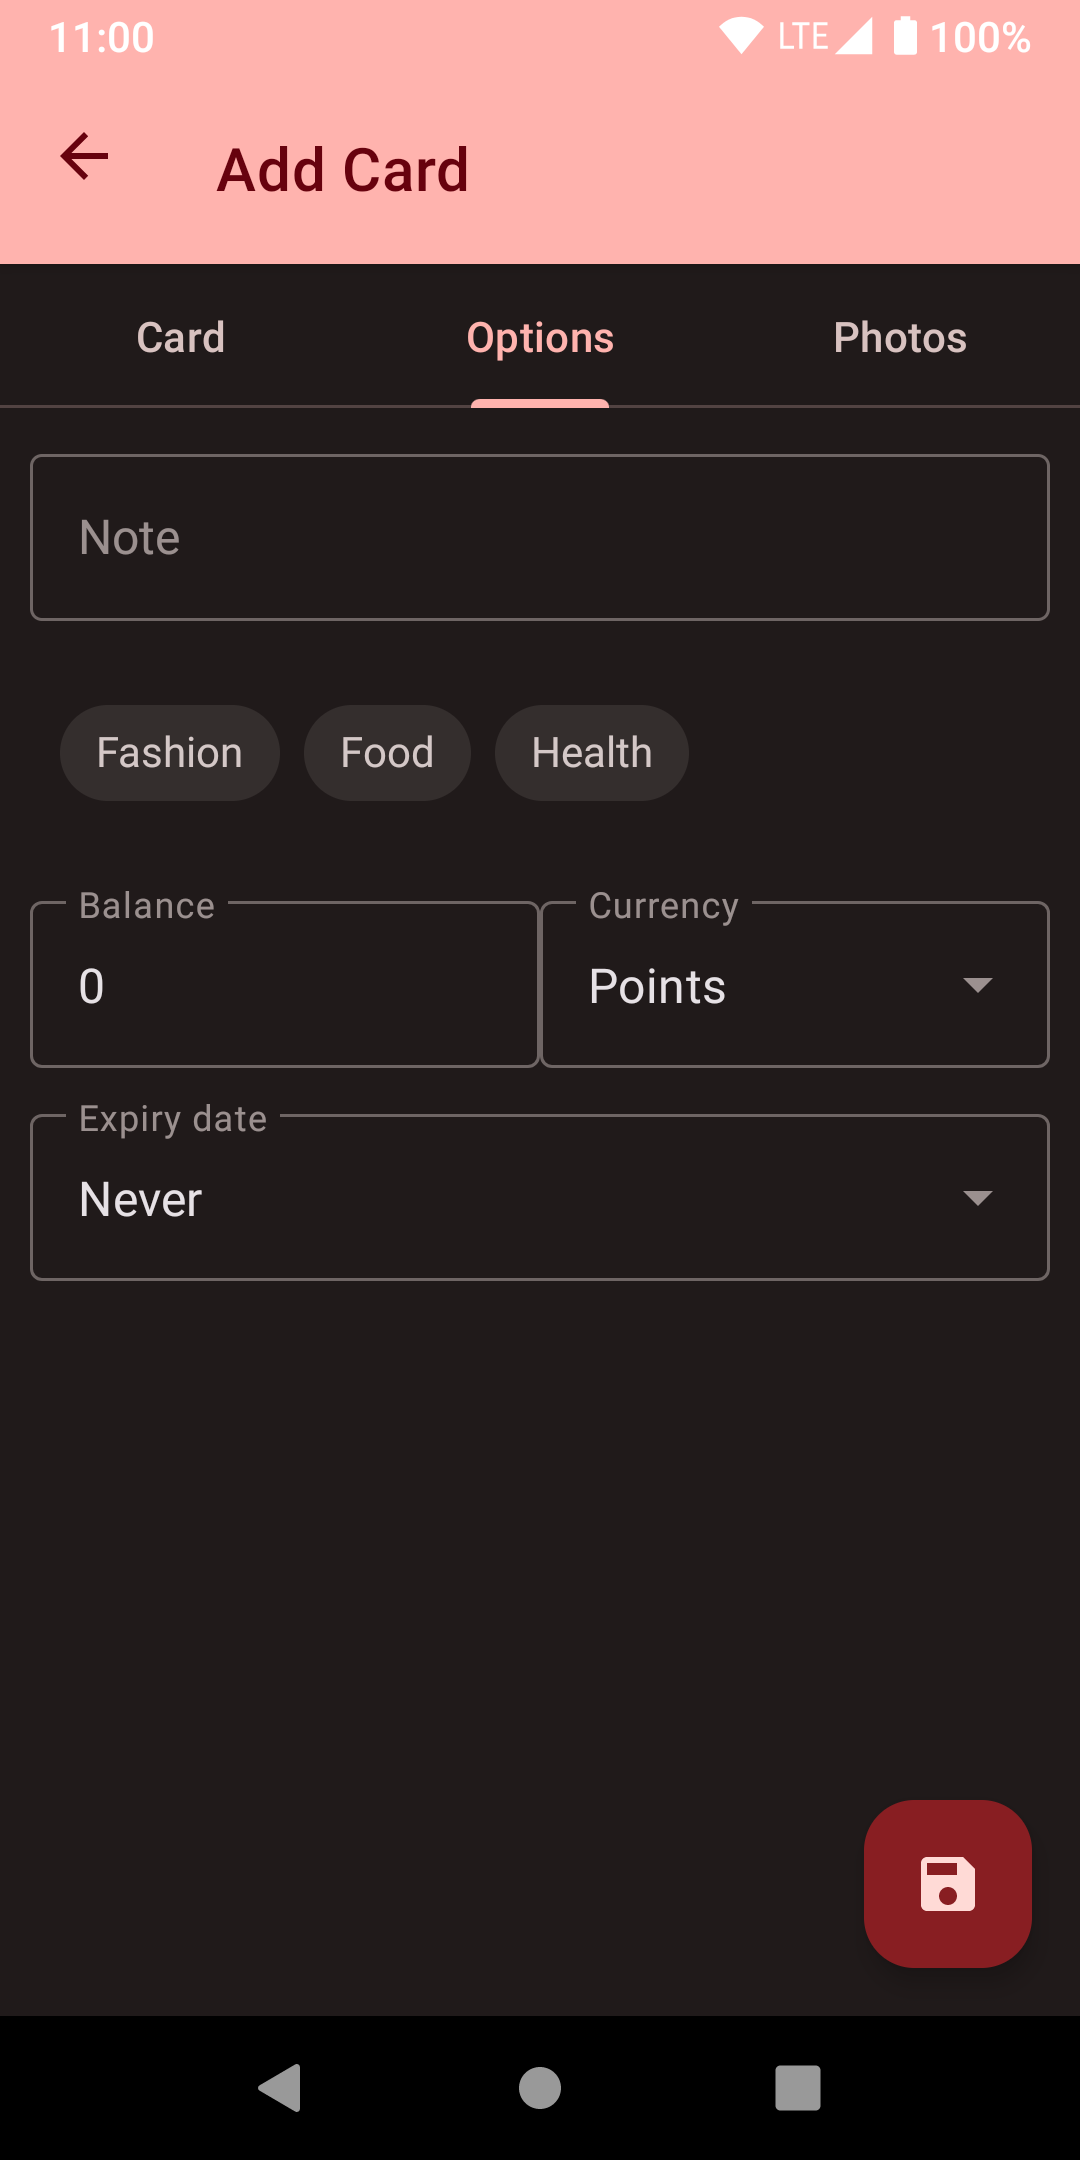 11:00 LTE 100%
Add Card
Card Options Photos
Note
Fashion Food Health
Balance Currency
0 Points
Expiry date
Never